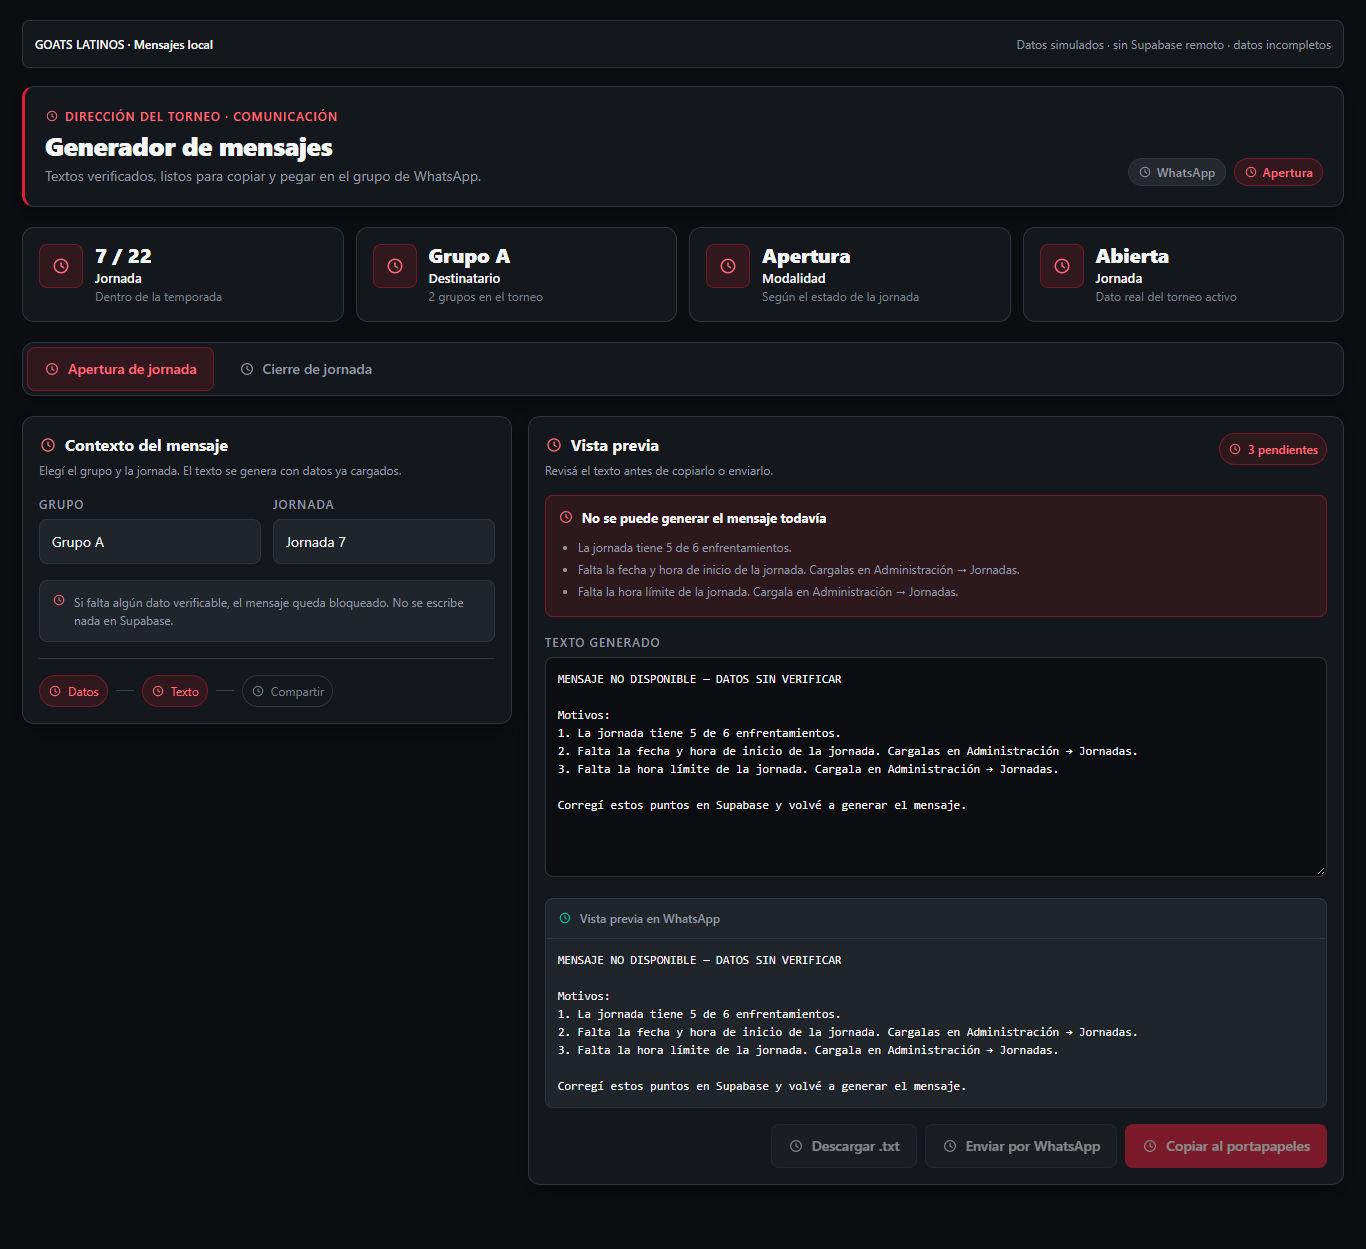 GOATS LATINOS · Mensajes local
Datos simulados · sin Supabase remoto · datos incompletos
DIRECCIÓN DEL TORNEO · COMUNICACIÓN
Generador de mensajes
Textos verificados, listos para copiar y pegar en el grupo de WhatsApp.
WhatsApp
Apertura
7 / 22
Jornada
Dentro de la temporada
Grupo A
Destinatario
2 grupos en el torneo
Apertura
Modalidad
Según el estado de la jornada
Abierta
Jornada
Dato real del torneo activo
Apertura de jornada
Cierre de jornada
Contexto del mensaje
Elegí el grupo y la jornada. El texto se genera con datos ya cargados.
GRUPO
JORNADA
Grupo A
Jornada 7
Si falta algún dato verificable, el mensaje queda bloqueado. No se escribe
nada en Supabase.
Datos
Texto
Compartir
Vista previa
Revisá el texto antes de copiarlo o enviarlo.
3 pendientes
No se puede generar el mensaje todavía
• La jornada tiene 5 de 6 enfrentamientos.
• Falta la fecha y hora de inicio de la jornada. Cargalas en Administración → Jornadas.
• Falta la hora límite de la jornada. Cargala en Administración → Jornadas.
TEXTO GENERADO
MENSAJE NO DISPONIBLE — DATOS SIN VERIFICAR
Motivos:
1. La jornada tiene 5 de 6 enfrentamientos.
2. Falta la fecha y hora de inicio de la jornada. Cargalas en Administración → Jornadas.
3. Falta la hora límite de la jornada. Cargala en Administración → Jornadas.
Corregí estos puntos en Supabase y volvé a generar el mensaje.
Vista previa en WhatsApp
MENSAJE NO DISPONIBLE — DATOS SIN VERIFICAR
Motivos:
1. La jornada tiene 5 de 6 enfrentamientos.
2. Falta la fecha y hora de inicio de la jornada. Cargalas en Administración → Jornadas.
3. Falta la hora límite de la jornada. Cargala en Administración → Jornadas.
Corregí estos puntos en Supabase y volvé a generar el mensaje.
Descargar .txt
Enviar por WhatsApp
Copiar al portapapeles